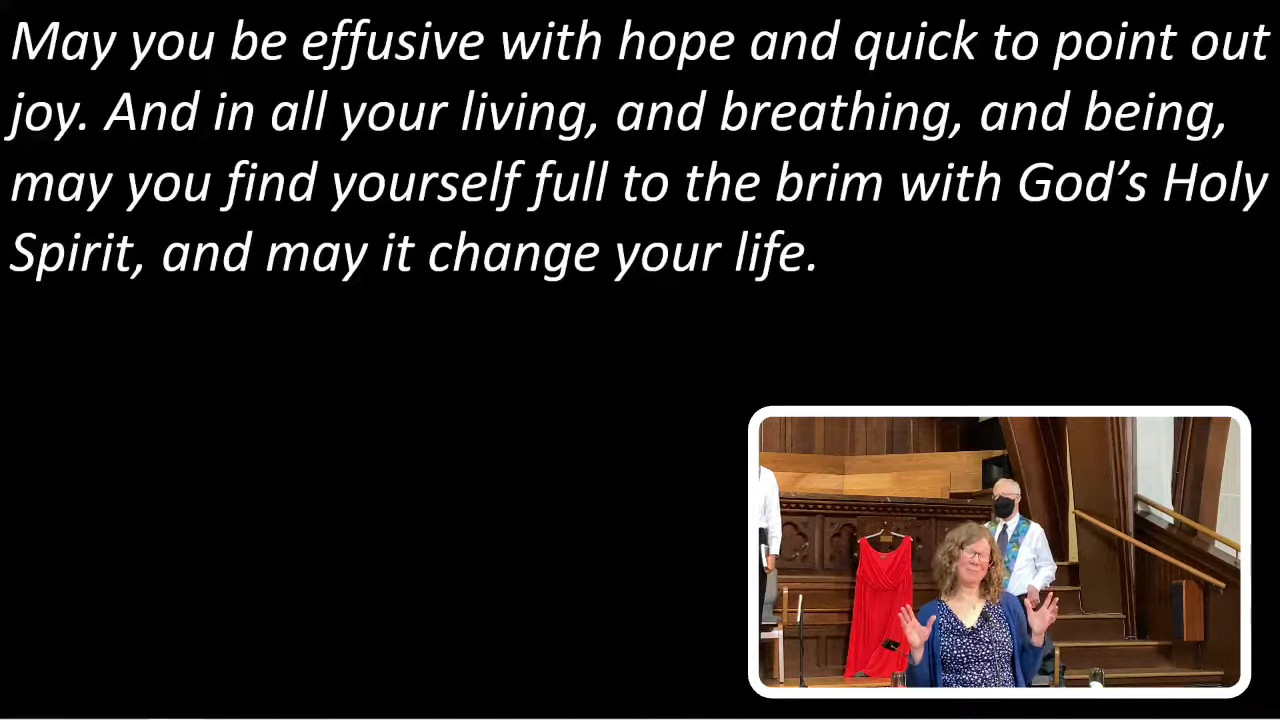 May you be effusive with hope and quick to point out
joy. And in all your living, and breathing, and being,
may you find yourself full to the brim with God’s Holy
Spirit, and may it change your life.